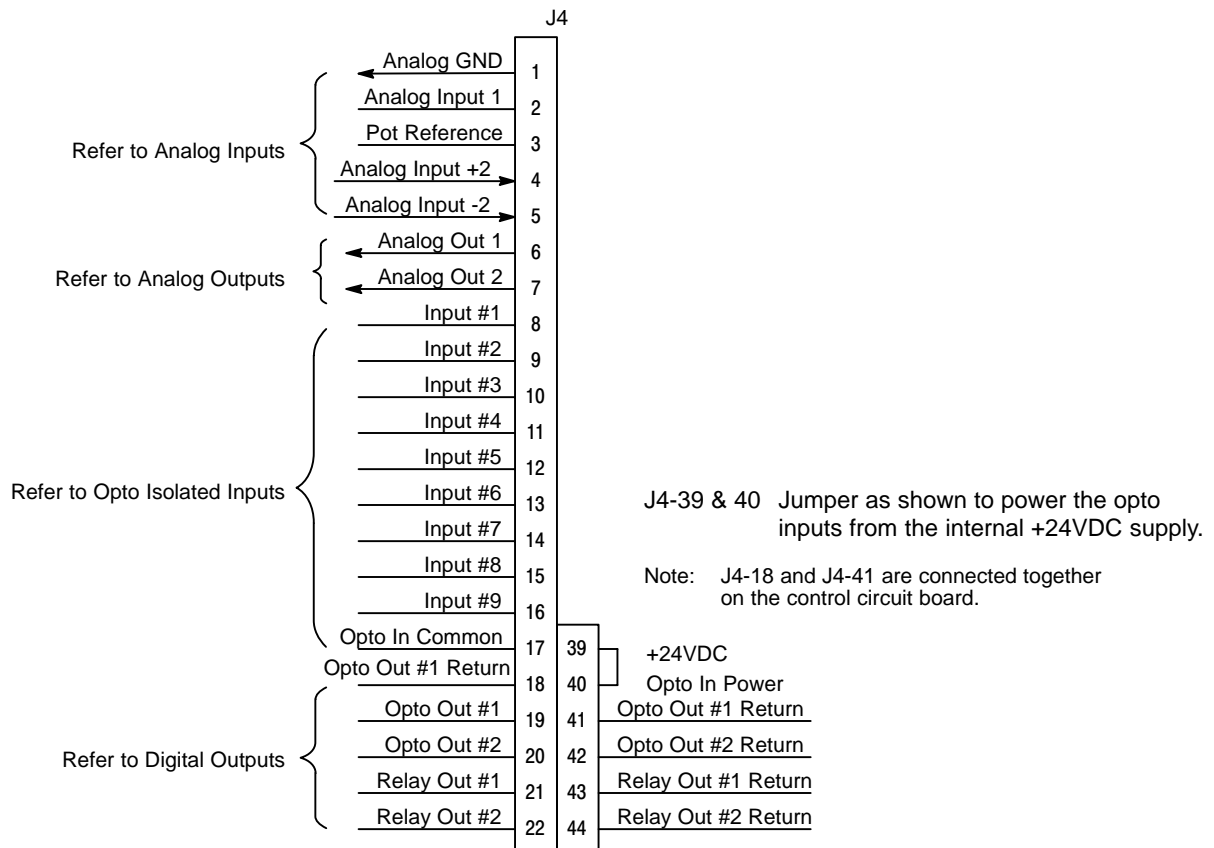 J4
Analog GND 1
Analog Input 1 2
Pot Reference 3
Refer to Analog Inputs
Analog Input +2 4
Analog Input -2 5
Analog Out 1 6
Refer to Analog Outputs
Analog Out 2 7
Input #1 8
Input #2 9
Input #3 10
Input #4 11
Input #5 12
Refer to Opto Isolated Inputs
Input #6 13
Input #7 14
Input #8 15
Input #9 16
J4-39 & 40 Jumper as shown to power the opto
inputs from the internal +24VDC supply.
Note: J4-18 and J4-41 are connected together
on the control circuit board.
Opto In Common 17 39 +24VDC
Opto Out #1 Return 18 40 Opto In Power
Opto Out #1 19 41 Opto Out #1 Return
Refer to Digital Outputs
Opto Out #2 20 42 Opto Out #2 Return
Relay Out #1 21 43 Relay Out #1 Return
Relay Out #2 22 44 Relay Out #2 Return